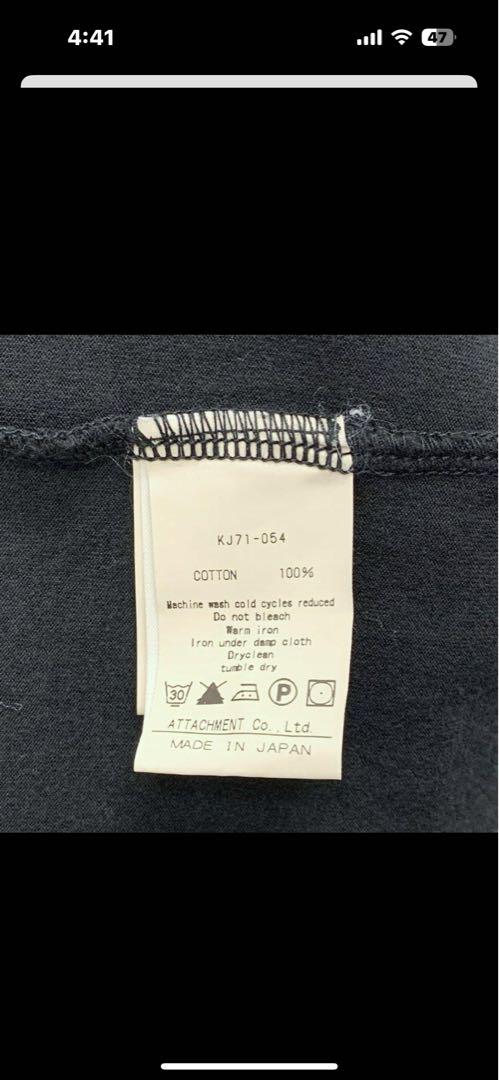 4:41
47
KJ71-054
COTTON 100%
Machine wash cold cycles reduced
Do not bleach
Warm iron
Iron under damp cloth
Dryclean
tumble dry
30
P
ATTACHMENT Co., Ltd.
MADE IN JAPAN